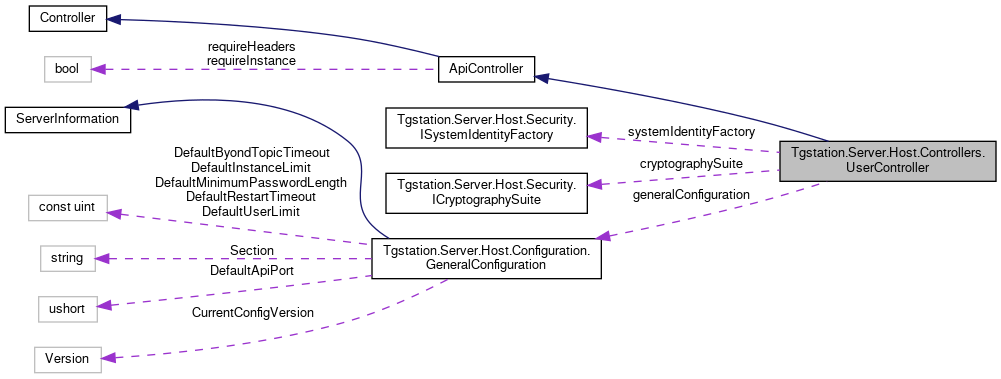 Controller
requireHeaders
requireInstance
bool
ApiController
ServerInformation
Tgstation.Server.Host.Security.
ISystemIdentityFactory
systemIdentityFactory
Tgstation.Server.Host.Controllers.
UserController
DefaultByondTopicTimeout
DefaultInstanceLimit
DefaultMinimumPasswordLength
DefaultRestartTimeout
DefaultUserLimit
cryptographySuite
Tgstation.Server.Host.Security.
ICryptographySuite
generalConfiguration
const uint
Section
Tgstation.Server.Host.Configuration.
GeneralConfiguration
string
DefaultApiPort
ushort
CurrentConfigVersion
Version